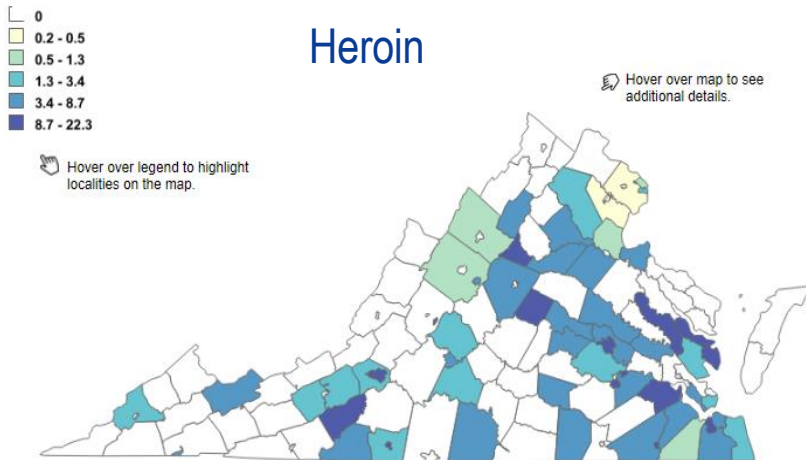 0
0.2 - 0.5
0.5 - 1.3
1.3 - 3.4
3.4 - 8.7
8.7 - 22.3
Heroin
Hover over map to see
additional details.
Hover over legend to highlight
localities on the map.